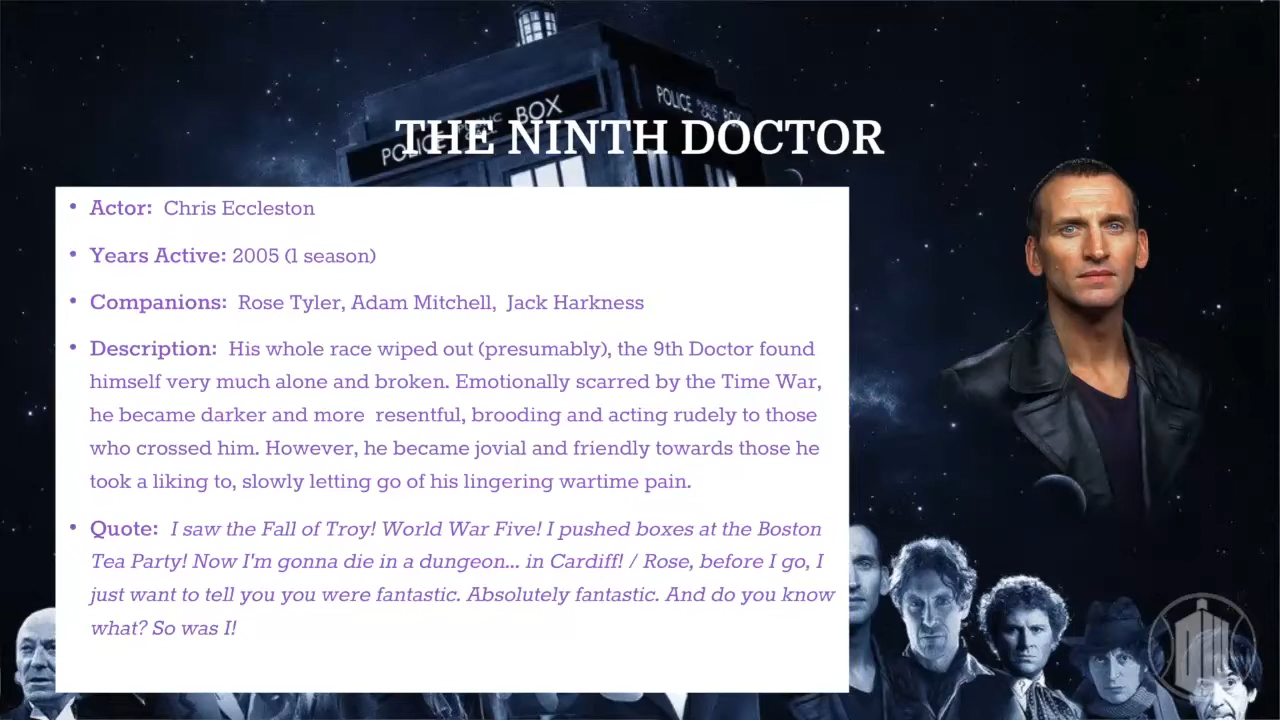 POLICE PUBLIC BOX
POLICE PUBLIC BOX
THE NINTH DOCTOR
• Actor: Chris Eccleston
• Years Active: 2005 (1 season)
• Companions: Rose Tyler, Adam Mitchell, Jack Harkness
• Description: His whole race wiped out (presumably), the 9th Doctor found
himself very much alone and broken. Emotionally scarred by the Time War,
he became darker and more resentful, brooding and acting rudely to those
who crossed him. However, he became jovial and friendly towards those he
took a liking to, slowly letting go of his lingering wartime pain.
• Quote: I saw the Fall of Troy! World War Five! I pushed boxes at the Boston
Tea Party! Now I'm gonna die in a dungeon... in Cardiff! / Rose, before I go, I
just want to tell you you were fantastic. Absolutely fantastic. And do you know
what? So was I!
DW